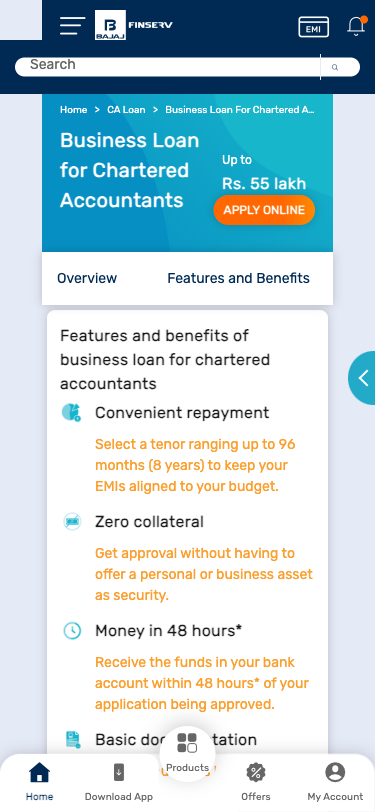 BAJAJ
FINSERV
EMI
Search
Home > CA Loan > Business Loan For Chartered A...
Business Loan
for Chartered
Accountants
Up to
Rs. 55 lakh
APPLY ONLINE
Overview
Features and Benefits
Features and benefits of
business loan for chartered
accountants
Convenient repayment
Select a tenor ranging up to 96
months (8 years) to keep your
EMIs aligned to your budget.
Zero collateral
Get approval without having to
offer a personal or business asset
as security.
Money in 48 hours*
Receive the funds in your bank
account within 48 hours* of your
application being approved.
Basic
Home
Download App
Products
Offers
My Account